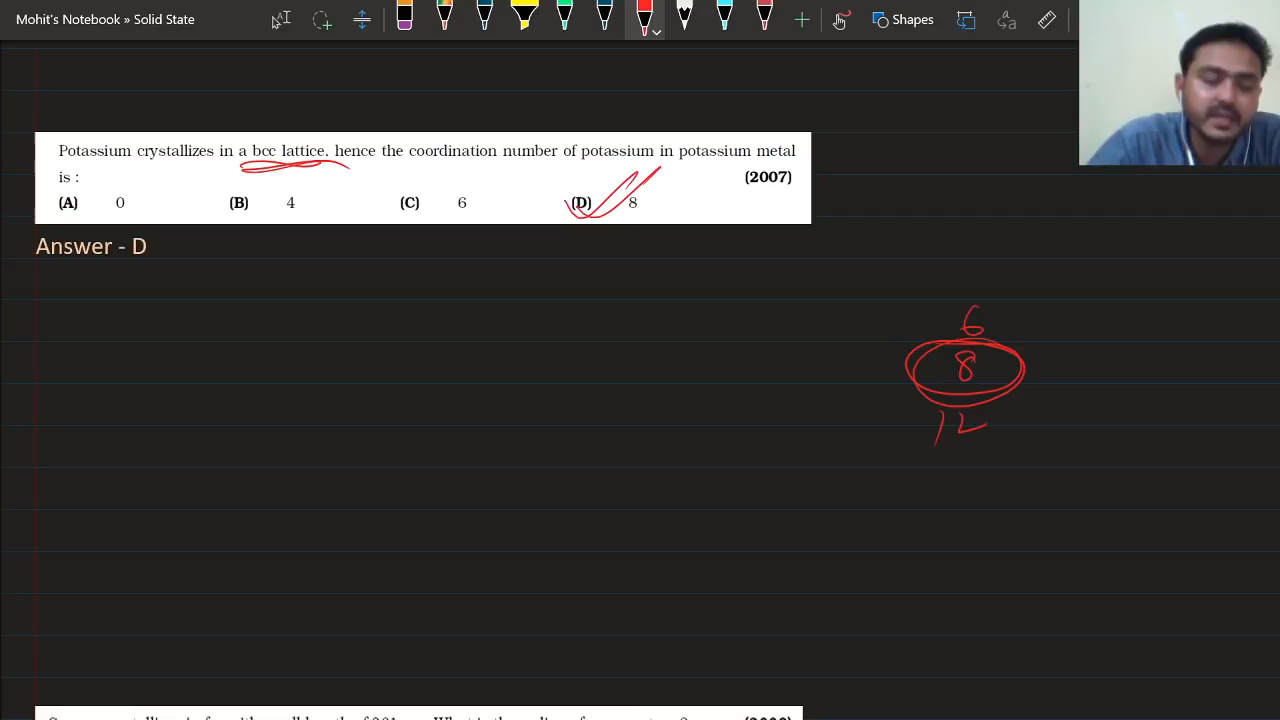 Mohit's Notebook » Solid State
Shapes
Potassium crystallizes in a bcc lattice, hence the coordination number of potassium in potassium metal
is : (2007)
(A) 0 (B) 4 (C) 6 (D) 8
Answer - D
6
8
12